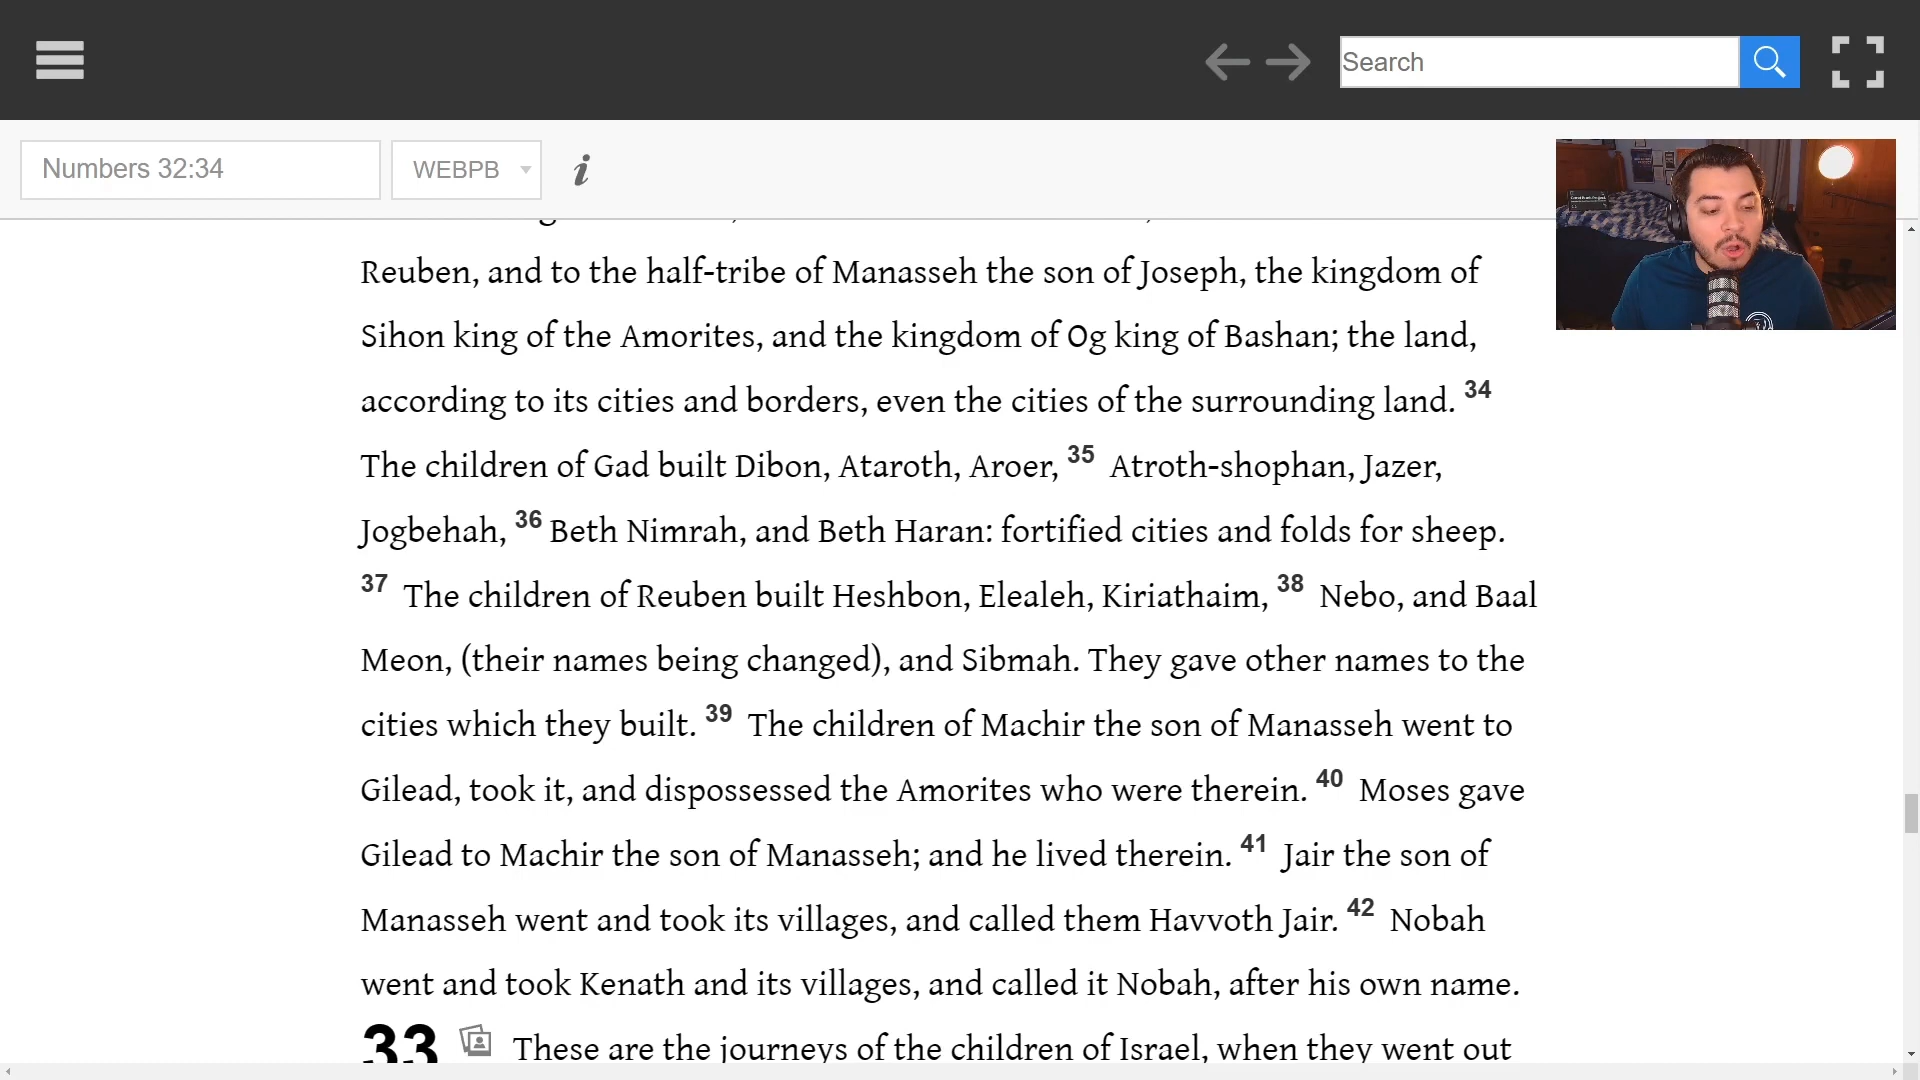 Search
Numbers 32:34
WEBPB
Reuben, and to the half-tribe of Manasseh the son of Joseph, the kingdom of
Sihon king of the Amorites, and the kingdom of Og king of Bashan; the land,
according to its cities and borders, even the cities of the surrounding land. 34
The children of Gad built Dibon, Ataroth, Aroer, 35 Atroth-shophan, Jazer,
Jogbehah, 36 Beth Nimrah, and Beth Haran: fortified cities and folds for sheep.
37 The children of Reuben built Heshbon, Elealeh, Kiriathaim, 38 Nebo, and Baal
Meon, (their names being changed), and Sibmah. They gave other names to the
cities which they built. 39 The children of Machir the son of Manasseh went to
Gilead, took it, and dispossessed the Amorites who were therein. 40 Moses gave
Gilead to Machir the son of Manasseh; and he lived therein. 41 Jair the son of
Manasseh went and took its villages, and called them Havvoth Jair. 42 Nobah
went and took Kenath and its villages, and called it Nobah, after his own name.
33 These are the journeys of the children of Israel, when they went out